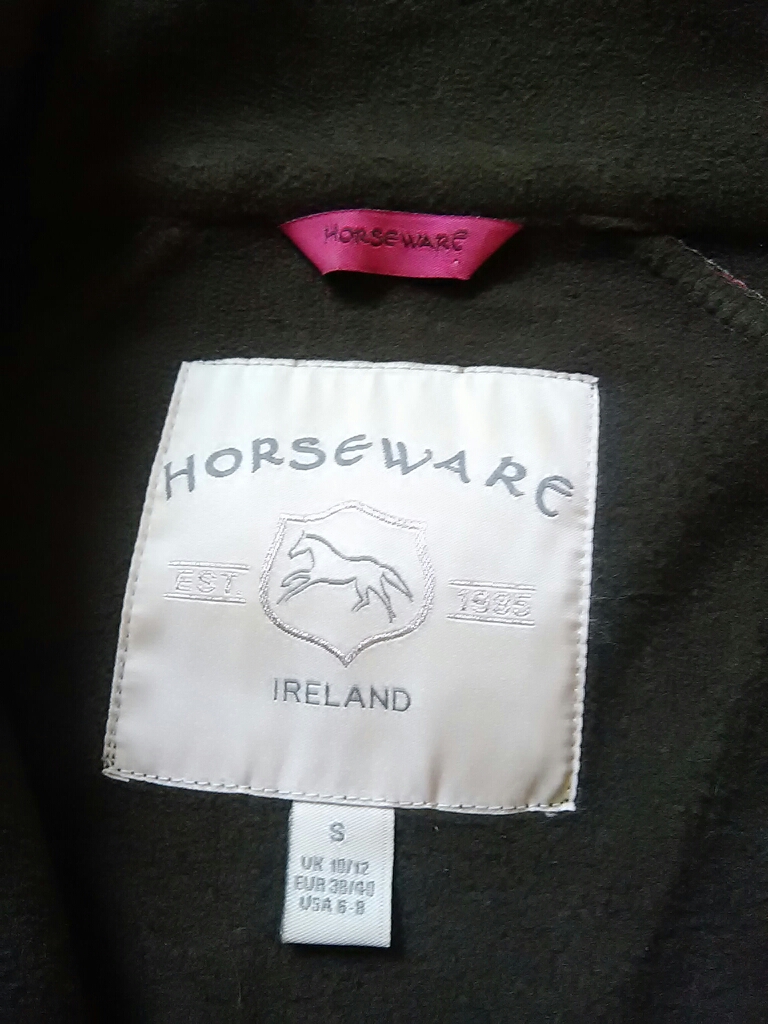 HORSEWARE
HORSEWARE
EST. 1985
IRELAND
S
UK 10/12
EUR 38/40
USA 6-8